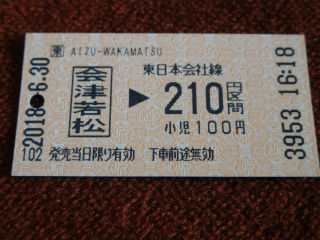 東 AIZU-WAKAMATSU
会津若松
▶
東日本会社線
210円区間
小児100円
2018.-6.30
3953 16:18
102 発売当日限り有効 下車前途無効